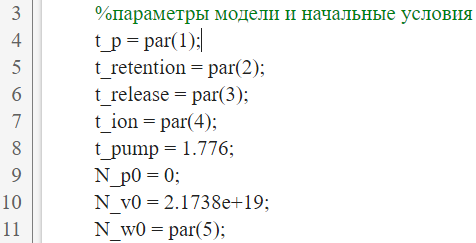 3 %параметры модели и начальные условия
4 t_p = par(1);
5 t_retention = par(2);
6 t_release = par(3);
7 t_ion = par(4);
8 t_pump = 1.776;
9 N_p0 = 0;
10 N_v0 = 2.1738e+19;
11 N_w0 = par(5);